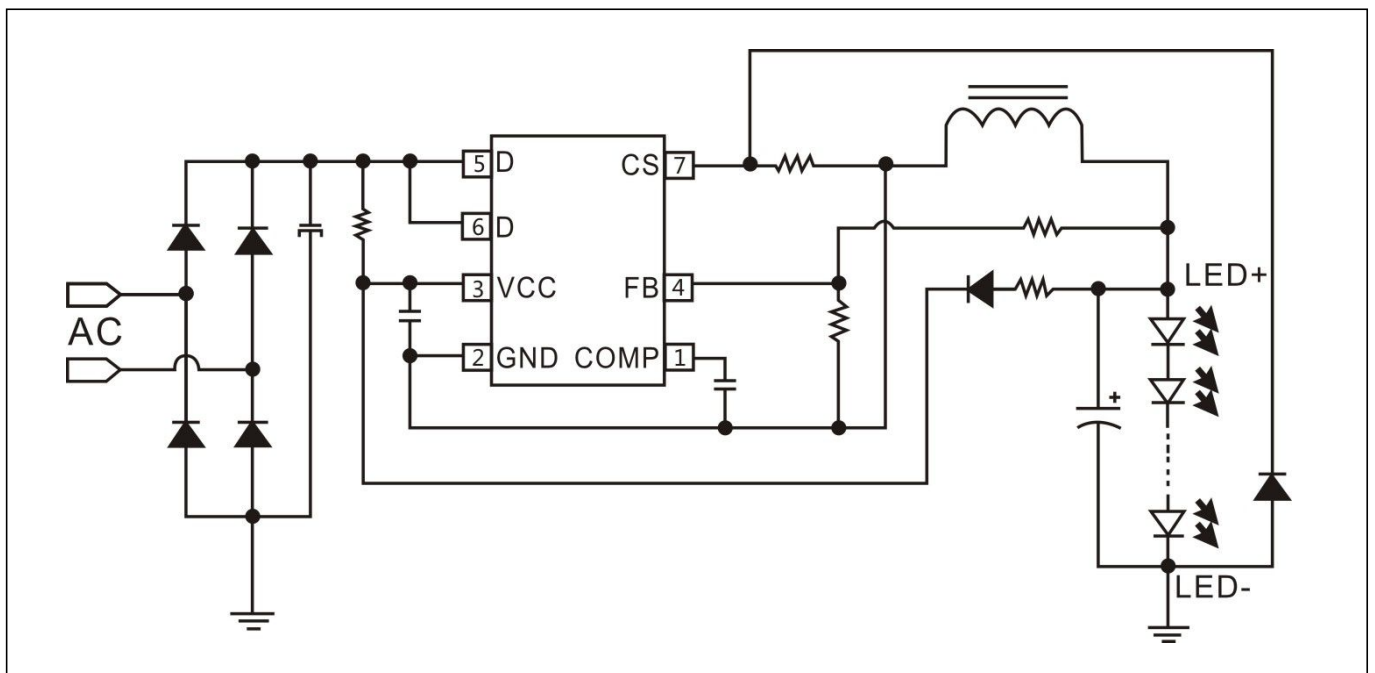 5 D CS 7
6 D
AC
3 VCC FB 4
2 GND COMP 1
LED+
+
LED-